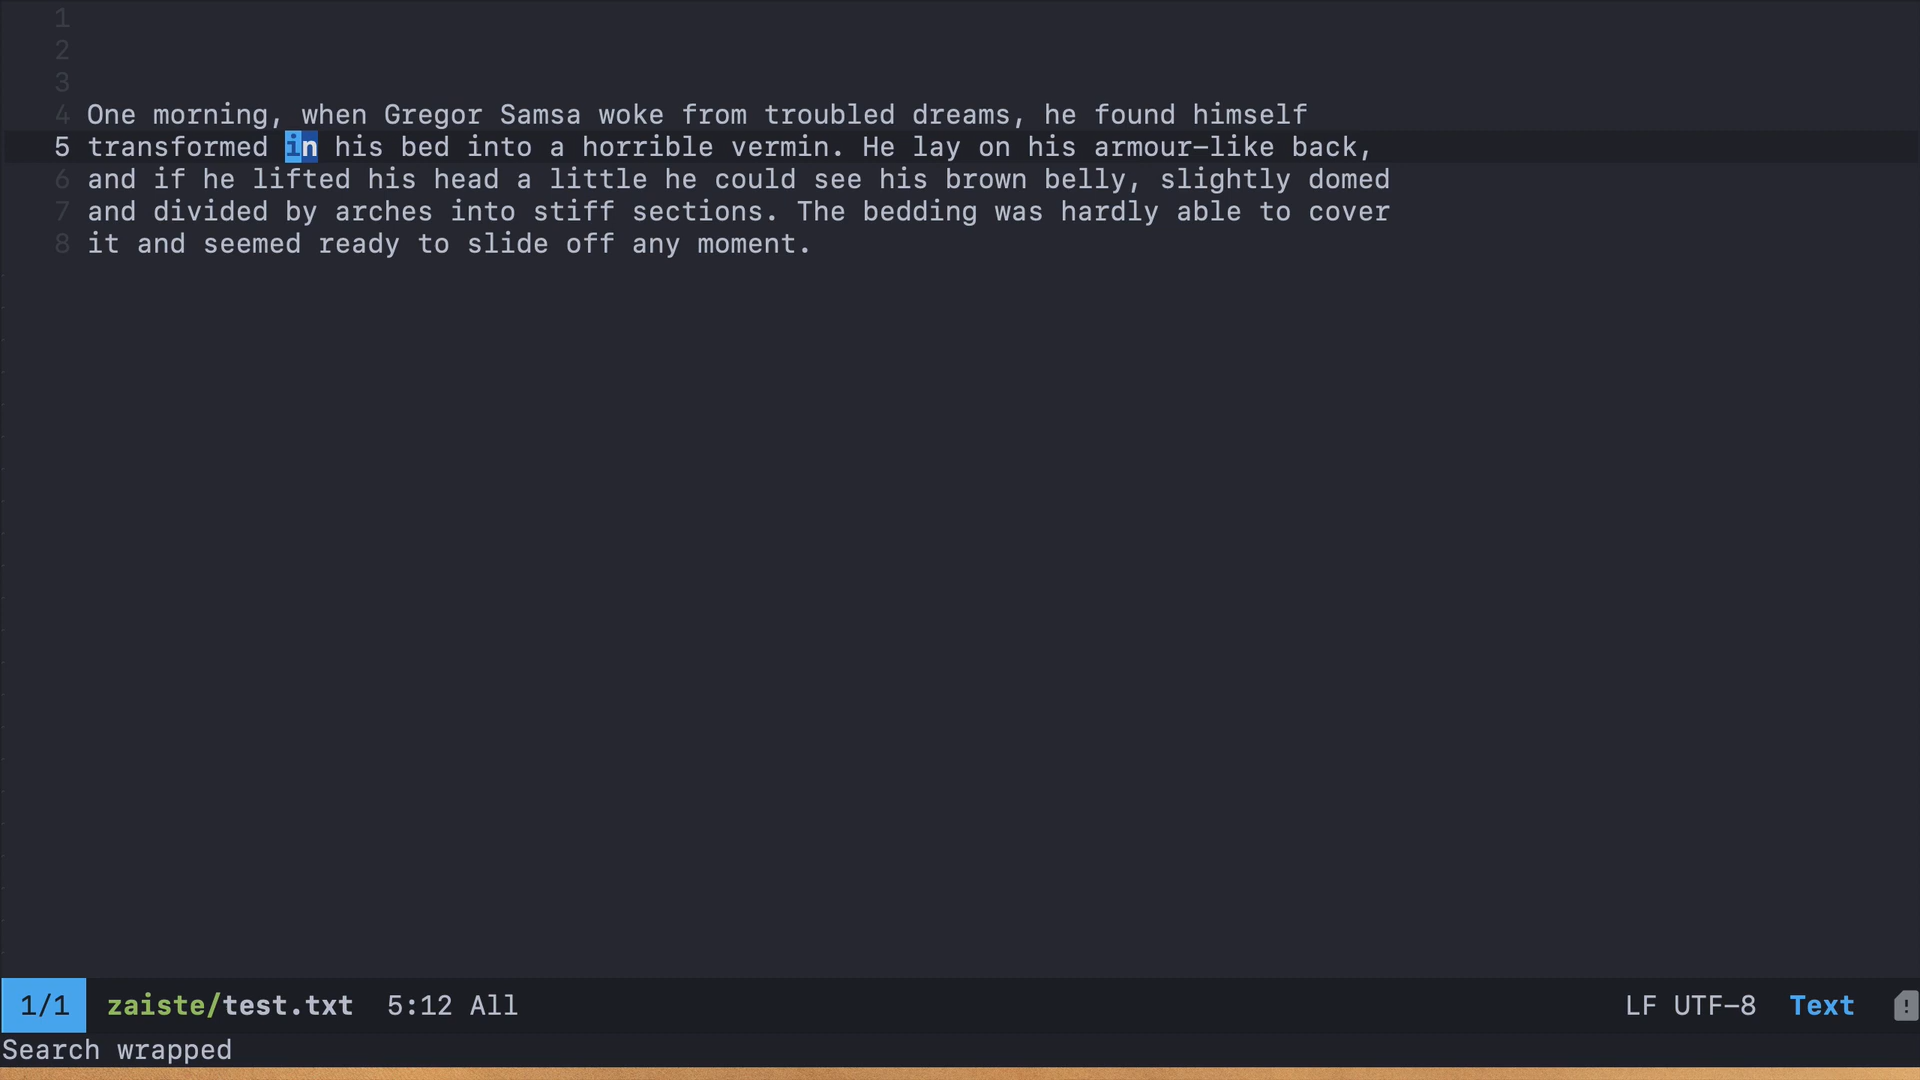 1
2
3
4 One morning, when Gregor Samsa woke from troubled dreams, he found himself
5 transformed in his bed into a horrible vermin. He lay on his armour-like back,
6 and if he lifted his head a little he could see his brown belly, slightly domed
7 and divided by arches into stiff sections. The bedding was hardly able to cover
8 it and seemed ready to slide off any moment.
1/1 zaiste/test.txt 5:12 All LF UTF-8 Text !
Search wrapped